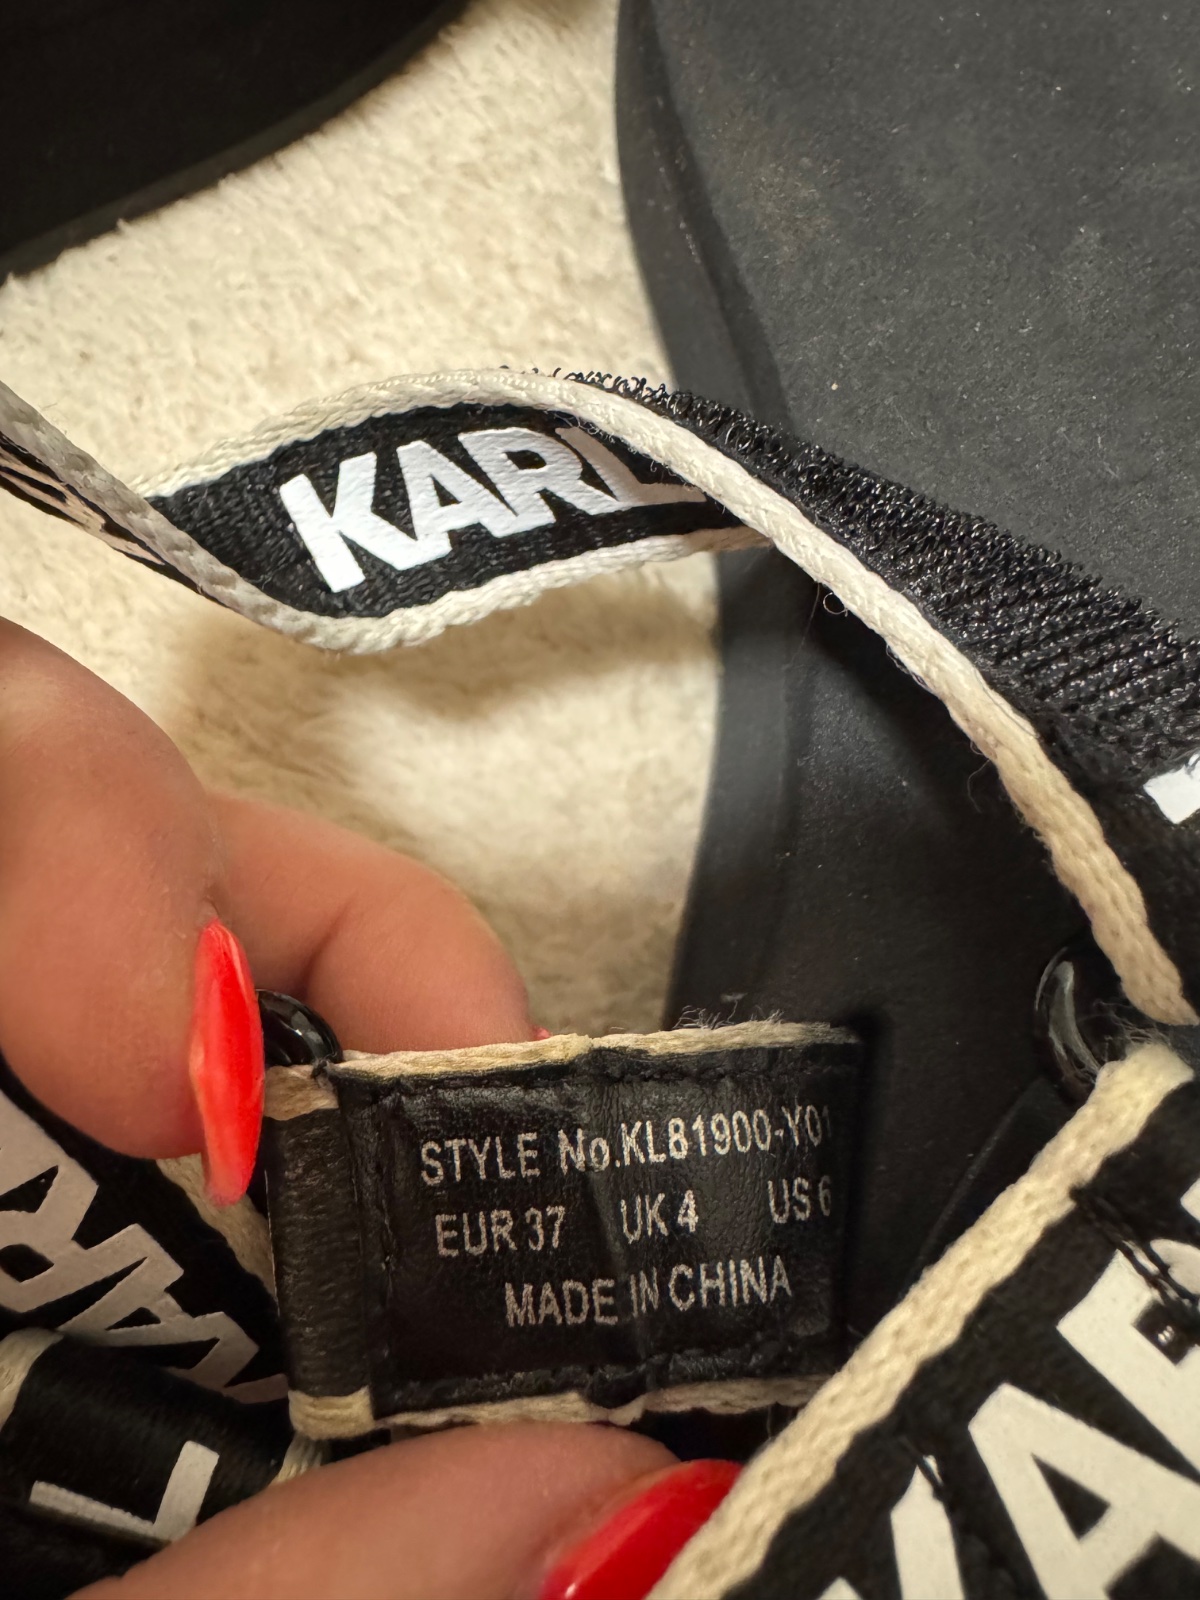 KARL
STYLE No.KL81900-Y01
EUR 37 UK 4 US 6
MADE IN CHINA